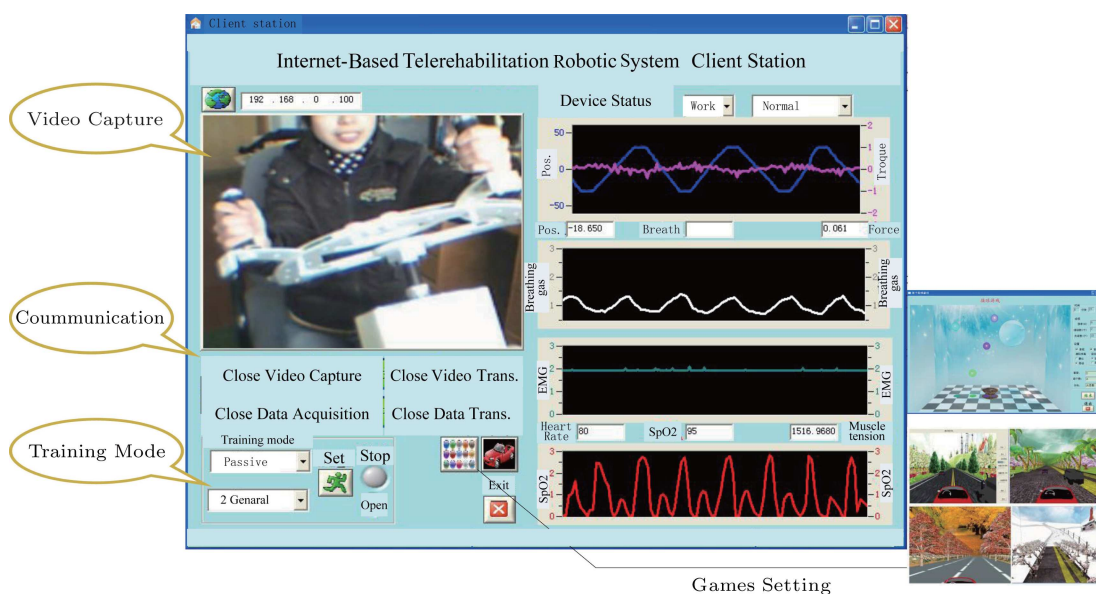 Client station
Internet-Based Telerehabilitation Robotic System Client Station
Video Capture
192 . 168 . 0 . 100
Device Status
Work
Normal
50
0
-50
Pos.
2
1
0
-1
-2
Troque
Pos.
-18.650
Breath
0.061
Force
3
2
1
Breathing
gas
3
2
1
Breathing
gas
Coummunication
Close Video Capture
Close Video Trans.
Close Data Acquisition
Close Data Trans.
3
2
1
0
EMG
3
2
1
0
EMG
Heart
Rate
80
SpO2
95
1516.9680
Muscle
tension
Training Mode
Training mode
Passive
2 Genaral
Set
Stop
Open
Exit
3
2
1
0
SpO2
3
2
1
0
SpO2
Games Setting